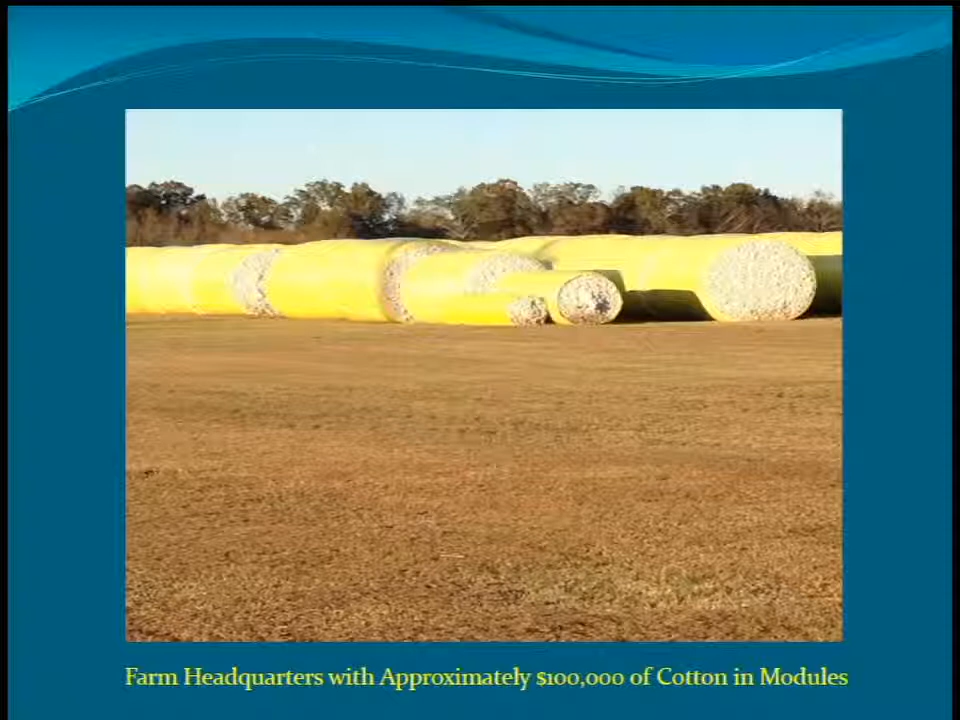 Farm Headquarters with Approximately $100,000 of Cotton in Modules